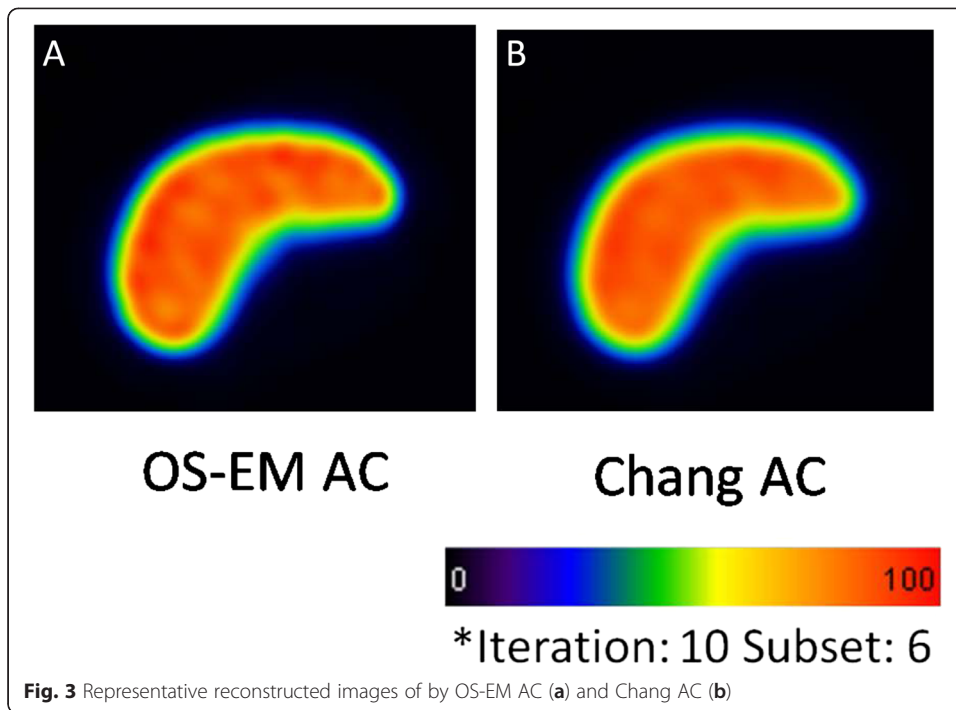 A
B
OS-EM AC
Chang AC
0
100
*Iteration: 10 Subset: 6
Fig. 3 Representative reconstructed images of by OS-EM AC (a) and Chang AC (b)